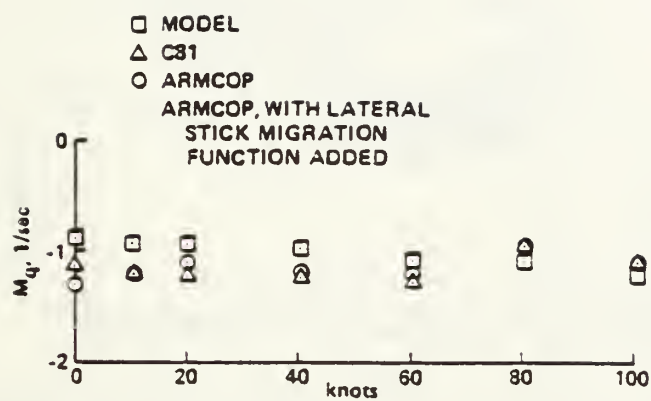 MODEL
C81
ARMCOP
ARMCOP, WITH LATERAL
STICK MIGRATION
FUNCTION ADDED
0
-1
-2
Mq, 1/sec
0 20 40 60 80 100
knots